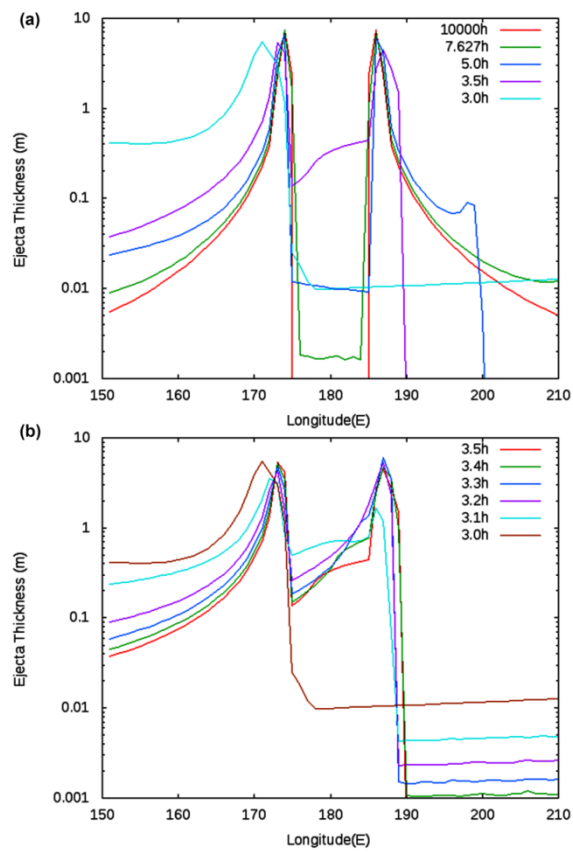 (a)
10000h
7.627h
5.0h
3.5h
3.0h
Ejecta Thickness (m)
10
1
0.1
0.01
0.001
150 160 170 180 190 200 210
Longitude(E)
(b)
3.5h
3.4h
3.3h
3.2h
3.1h
3.0h
Ejecta Thickness (m)
10
1
0.1
0.01
0.001
150 160 170 180 190 200 210
Longitude(E)